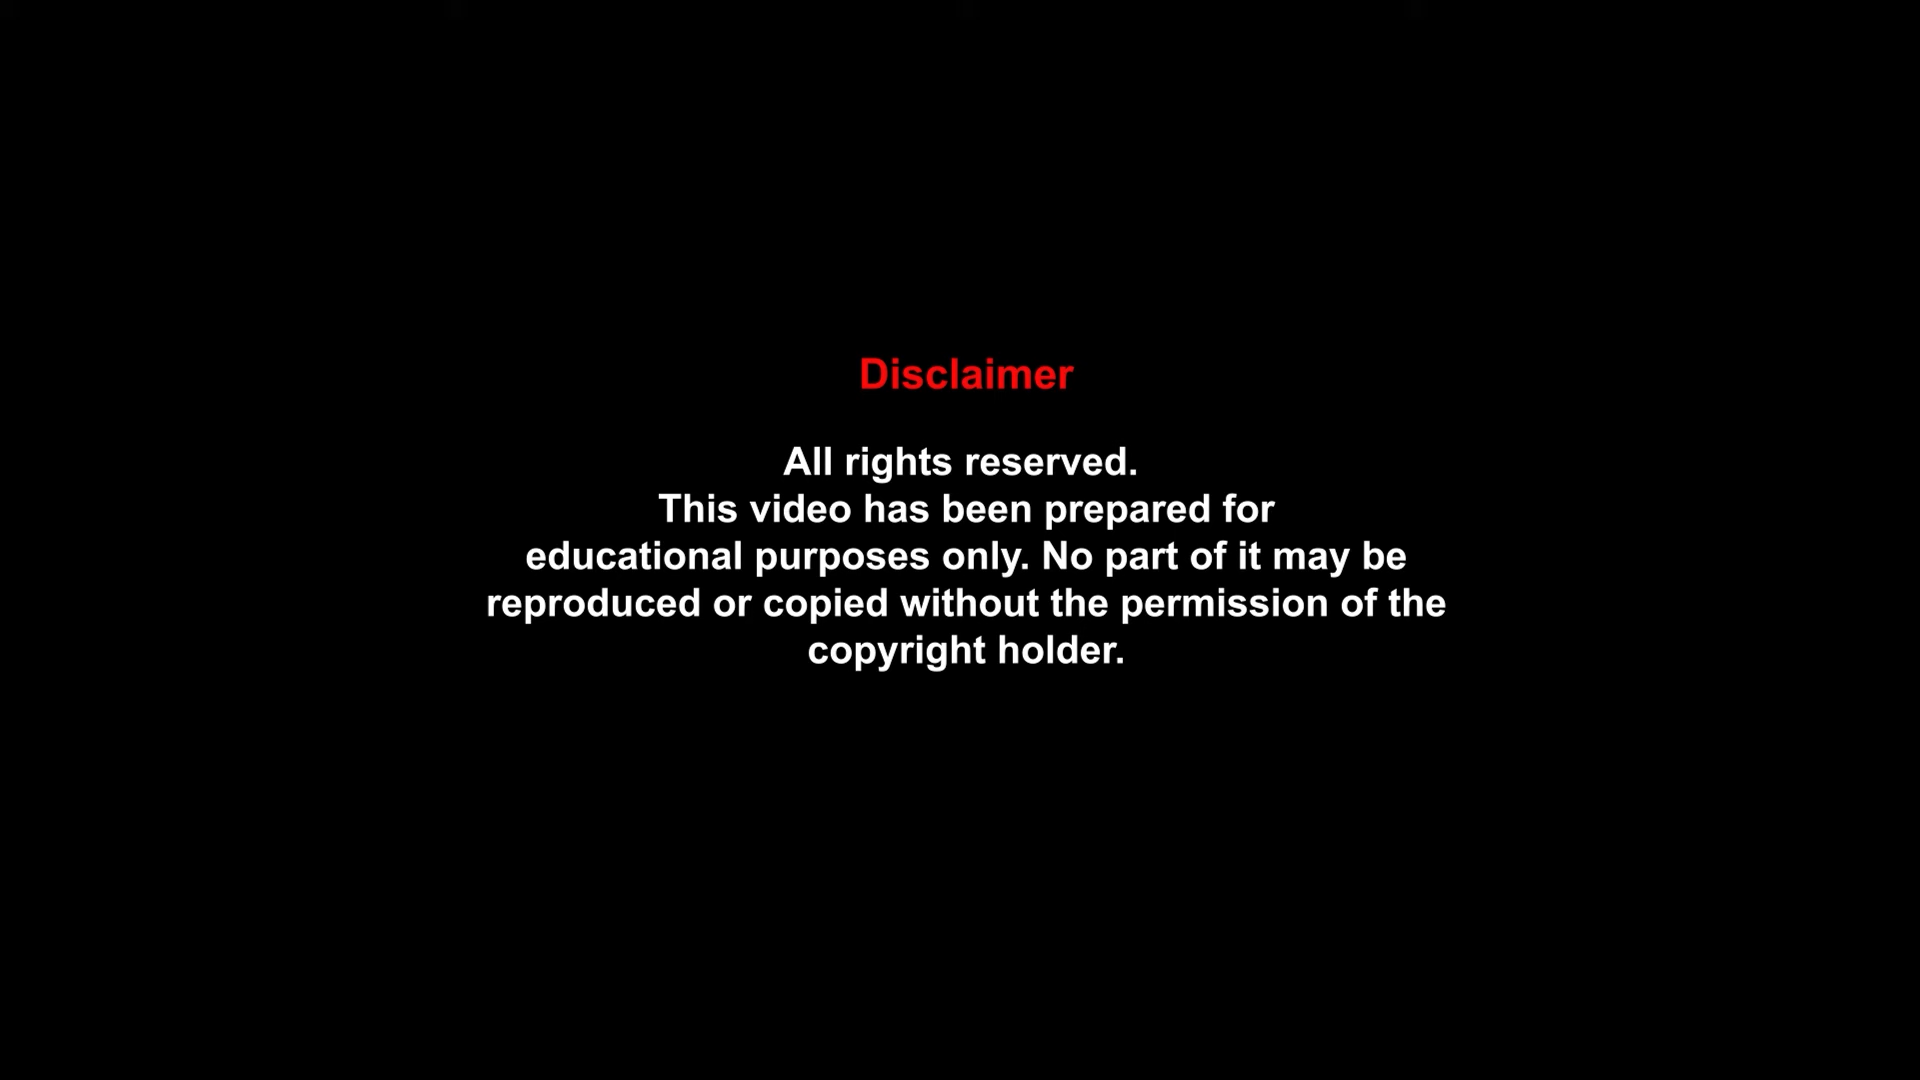 Disclaimer
All rights reserved.
This video has been prepared for
educational purposes only. No part of it may be
reproduced or copied without the permission of the
copyright holder.